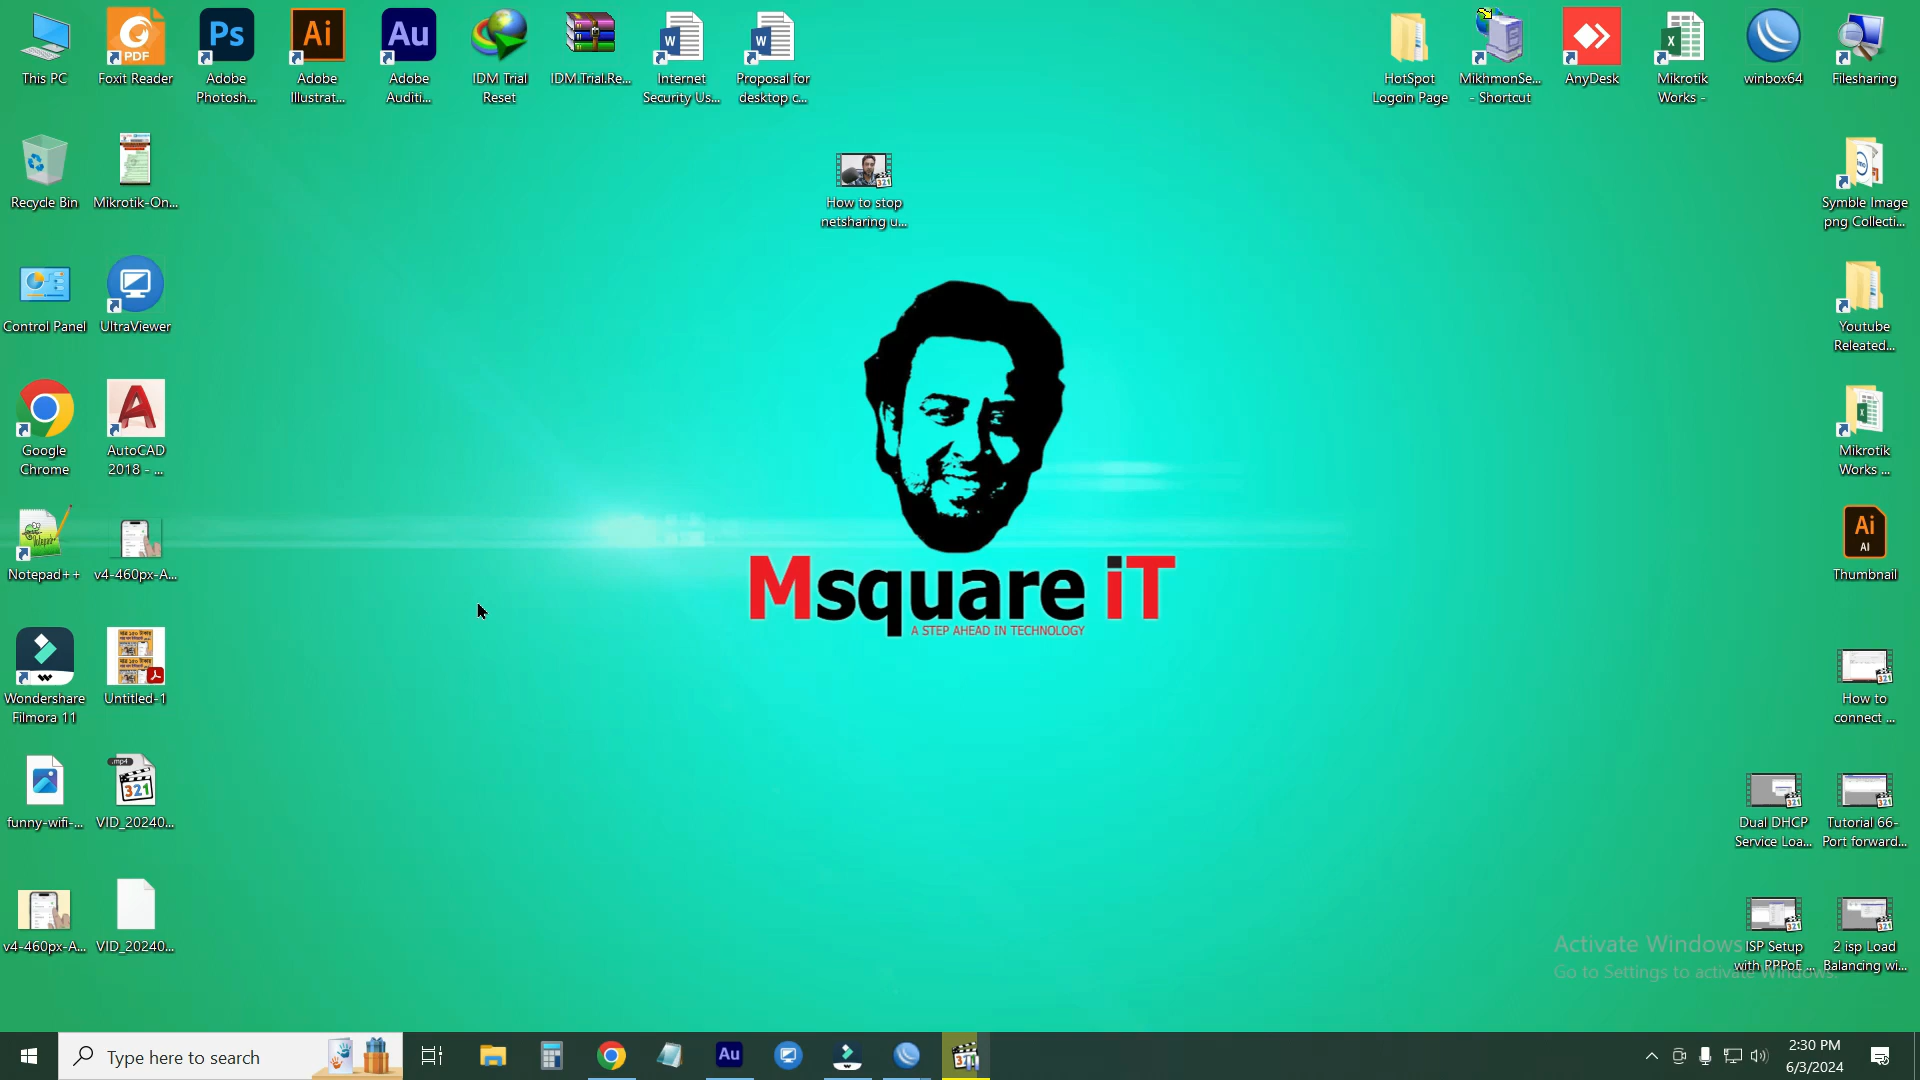 This PC
Foxit Reader
Adobe
Photosh...
Adobe
Illustrat...
Adobe
Auditi...
IDM Trial
Reset
IDM.Trial.Re...
Internet
Security Us...
Proposal for
desktop c...
HotSpot
Logoin Page
MikhmonSe...
- Shortcut
AnyDesk
Mikrotik
Works -
winbox64
Filesharing
Recycle Bin
Mikrotik-On...
How to stop
netsharing u...
Symble Image
png Collecti...
Control Panel
UltraViewer
Youtube
Releated...
Google
Chrome
AutoCAD
2018 - ...
Mikrotik
Works ...
Notepad++
v4-460px-A...
Thumbnail
Msquare iT
A STEP AHEAD IN TECHNOLOGY
Wondershare
Filmora 11
Untitled-1
How to
connect ...
funny-wifi-...
VID_20240...
Dual DHCP
Service Loa...
Tutorial 66-
Port forward...
v4-460px-A...
VID_20240...
ISP Setup
with PPPoE ...
2 isp Load
Balancing wi...
Activate Windows
Go to Settings to activate Windows.
Type here to search
2:30 PM
6/3/2024